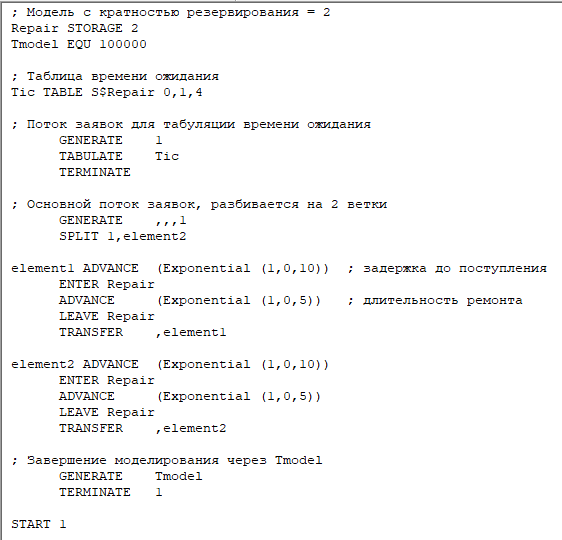 ; Модель с кратностью резервирования = 2
Repair STORAGE 2
Tmodel EQU 100000
; Таблица времени ожидания
Tic TABLE S$Repair 0,1,4
; Поток заявок для табуляции времени ожидания
GENERATE 1
TABULATE Tic
TERMINATE
; Основной поток заявок, разбивается на 2 ветки
GENERATE ,,,1
SPLIT 1,element2
element1 ADVANCE (Exponential (1,0,10)) ; задержка до поступления
ENTER Repair
ADVANCE (Exponential (1,0,5)) ; длительность ремонта
LEAVE Repair
TRANSFER ,element1
element2 ADVANCE (Exponential (1,0,10))
ENTER Repair
ADVANCE (Exponential (1,0,5))
LEAVE Repair
TRANSFER ,element2
; Завершение моделирования через Tmodel
GENERATE Tmodel
TERMINATE 1
START 1